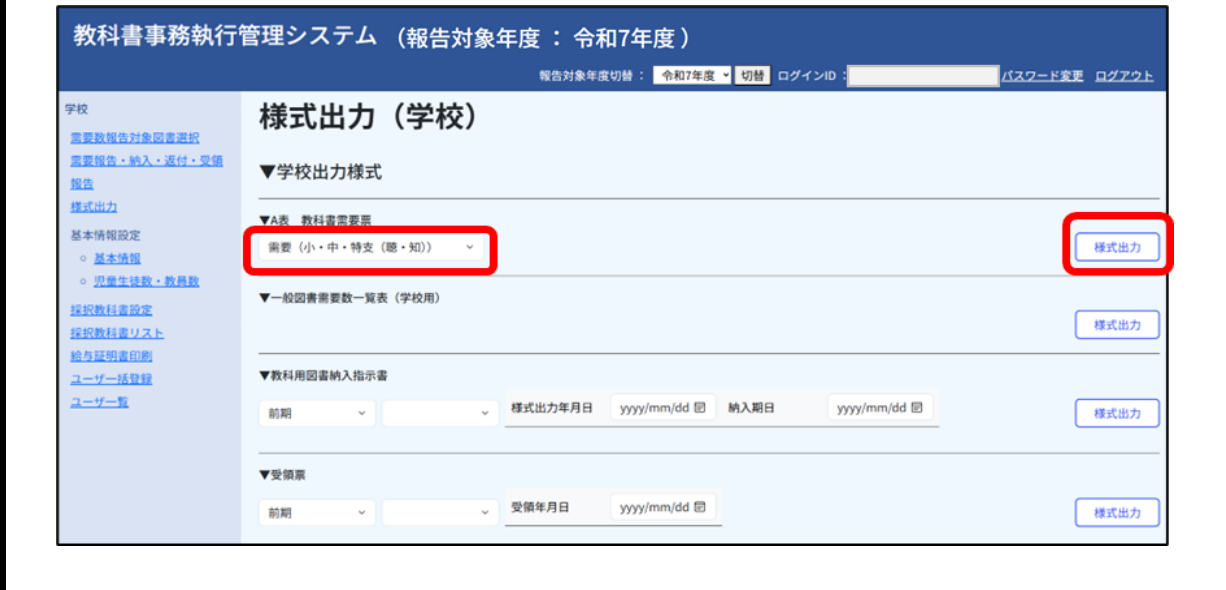 教科書事務執行管理システム （報告対象年度 ： 令和7年度 ）
報告対象年度切替 ： 令和7年度 切替 ログインID : パスワード変更 ログアウト
学校
需要数報告対象図書選択
需要報告・納入・返付・受領
報告
様式出力
基本情報設定
基本情報
児童生徒数・教員数
採択教科書設定
採択教科書リスト
給与証明書印刷
ユーザ一括登録
ユーザ一覧
様式出力（学校）
▼学校出力様式
▼A表　教科書需要票
需要（小・中・特支（聴・知）） 様式出力
▼一般図書需要数一覧表（学校用）
様式出力
▼教科用図書納入指示書
前期 様式出力年月日 yyyy/mm/dd 納入期日 yyyy/mm/dd 様式出力
▼受領票
前期 受領年月日 yyyy/mm/dd 様式出力